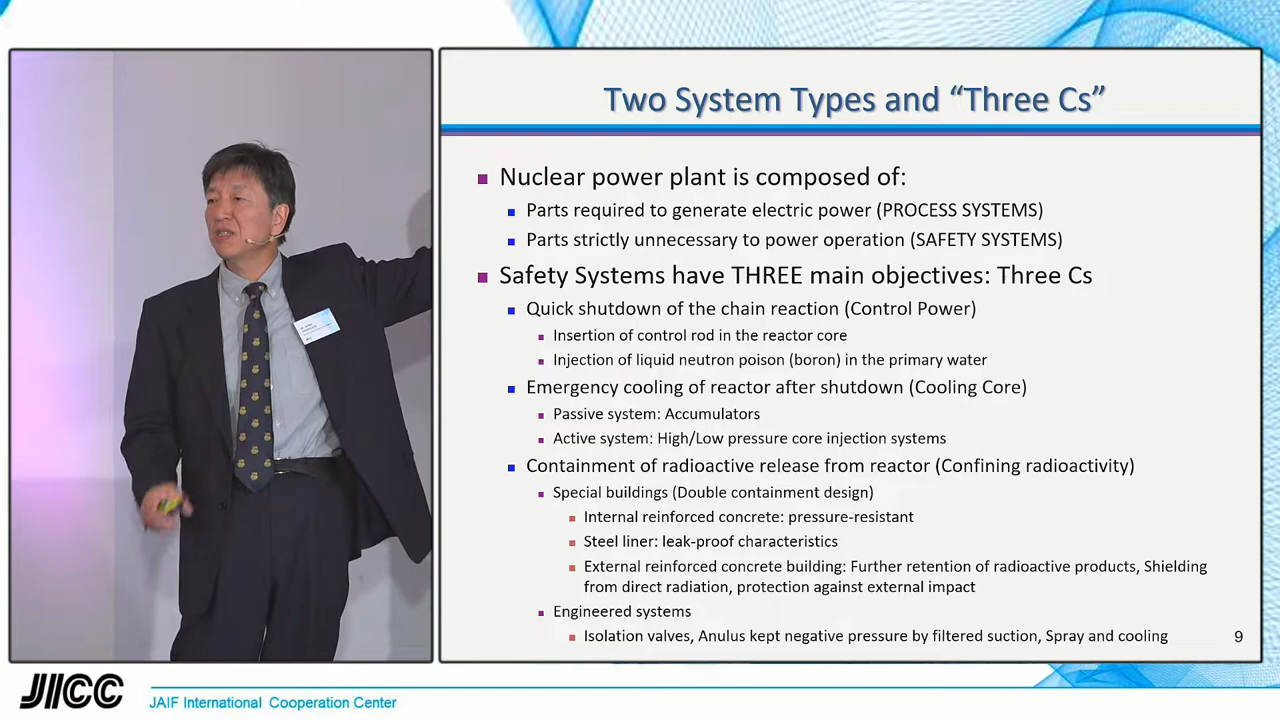 Two System Types and “Three Cs”
Nuclear power plant is composed of:
Parts required to generate electric power (PROCESS SYSTEMS)
Parts strictly unnecessary to power operation (SAFETY SYSTEMS)
Safety Systems have THREE main objectives: Three Cs
Quick shutdown of the chain reaction (Control Power)
Insertion of control rod in the reactor core
Injection of liquid neutron poison (boron) in the primary water
Emergency cooling of reactor after shutdown (Cooling Core)
Passive system: Accumulators
Active system: High/Low pressure core injection systems
Containment of radioactive release from reactor (Confining radioactivity)
Special buildings (Double containment design)
Internal reinforced concrete: pressure-resistant
Steel liner: leak-proof characteristics
External reinforced concrete building: Further retention of radioactive products, Shielding
from direct radiation, protection against external impact
Engineered systems
Isolation valves, Anulus kept negative pressure by filtered suction, Spray and cooling
9
JICC
JAIF International Cooperation Center